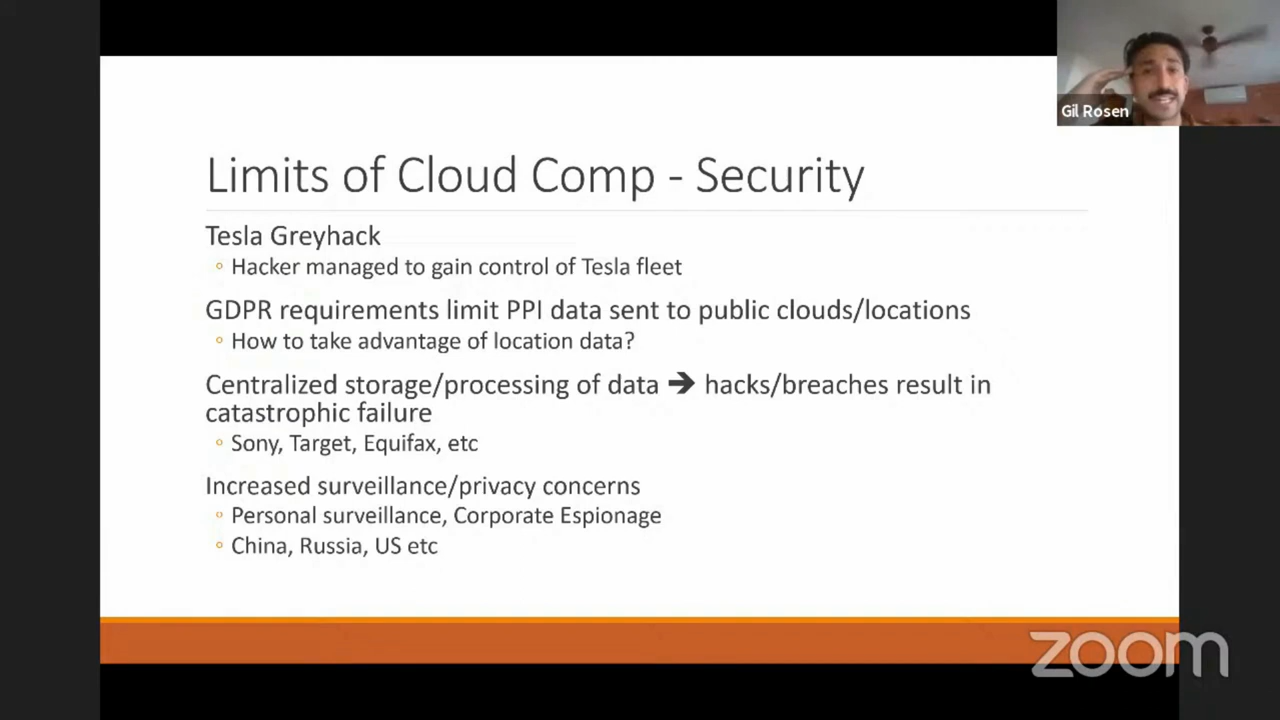 Gil Rosen
Limits of Cloud Comp - Security
Tesla Greyhack
◦ Hacker managed to gain control of Tesla fleet
GDPR requirements limit PPI data sent to public clouds/locations
◦ How to take advantage of location data?
Centralized storage/processing of data ➔ hacks/breaches result in
catastrophic failure
◦ Sony, Target, Equifax, etc
Increased surveillance/privacy concerns
◦ Personal surveillance, Corporate Espionage
◦ China, Russia, US etc
zoom